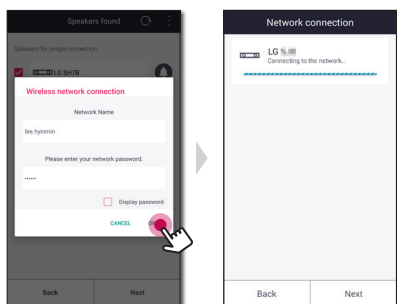 Speakers found
Speakers for simple connection
LG SH7B
Wireless network connection
Network Name
lee.hyinmin
Please enter your network password.
......
Display password
CANCEL
Back
Next
Network connection
LG
Connecting to the network...
Back
Next